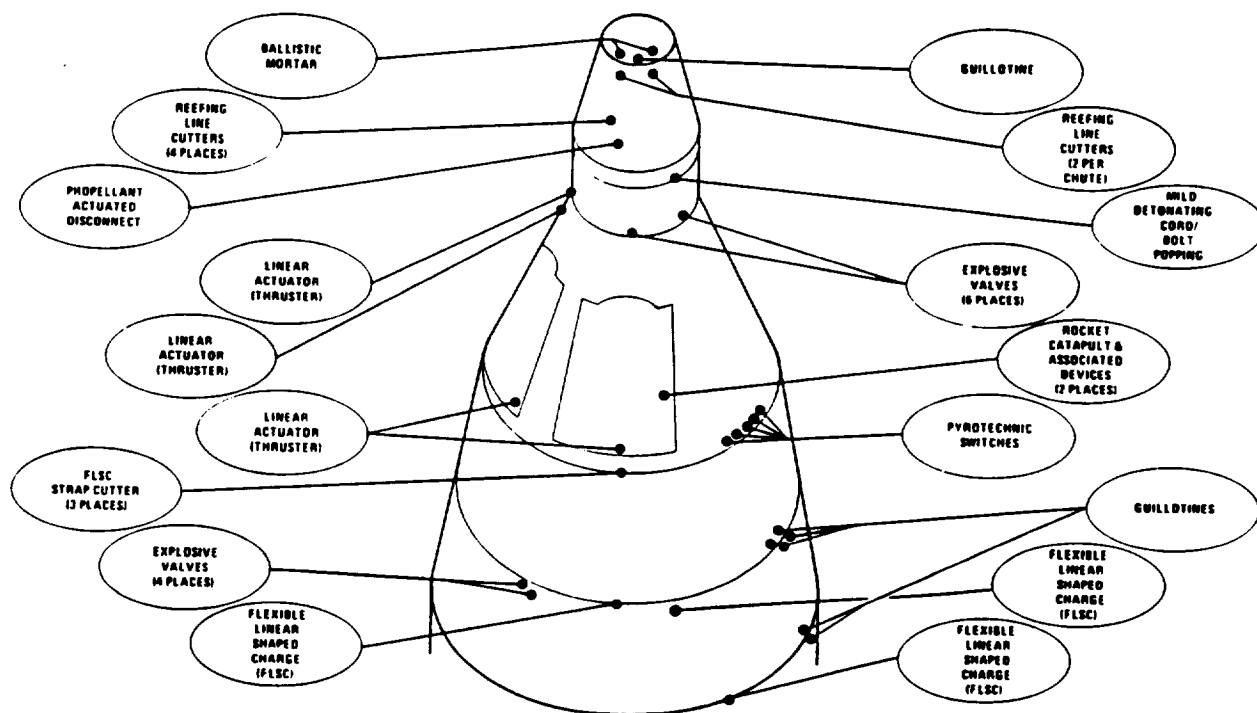 BALLISTIC
MORTAR
GUILLOTINE
REEFING
LINE
CUTTERS
(4 PLACES)
REEFING
LINE
CUTTERS
(2 PER
CHUTE)
PROPELLANT
ACTUATED
DISCONNECT
MILD
DETONATING
CORD/
BOLT
POPPING
LINEAR
ACTUATOR
(THRUSTER)
EXPLOSIVE
VALVES
(6 PLACES)
LINEAR
ACTUATOR
(THRUSTER)
ROCKET
CATAPULT &
ASSOCIATED
DEVICES
(2 PLACES)
LINEAR
ACTUATOR
(THRUSTER)
PYROTECHNIC
SWITCHES
FLSC
STRAP CUTTER
(3 PLACES)
GUILLOTINES
EXPLOSIVE
VALVES
(4 PLACES)
FLEXIBLE
LINEAR
SHAPED
CHARGE
(FLSC)
FLEXIBLE
LINEAR
SHAPED
CHARGE
(FLSC)
FLEXIBLE
LINEAR
SHAPED
CHARGE
(FLSC)